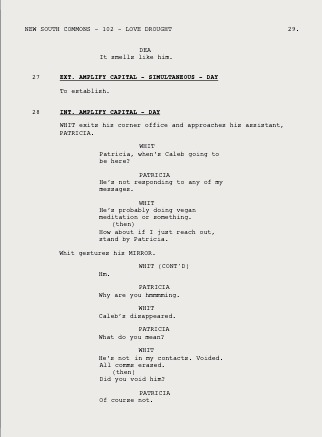 NEW SOUTH COMMONS - 102 - LOVE DROUGHT 29.
DEA
It smells like him.
27 EXT. AMPLIFY CAPITAL - SIMULTANEOUS - DAY
To establish.
28 INT. AMPLIFY CAPITAL - DAY
WHIT exits his corner office and approaches his assistant,
PATRICIA.
WHIT
Patricia, when's Caleb going to
be here?
PATRICIA
He's not responding to any of my
messages.
WHIT
He's probably doing vegan
meditation or something.
(then)
How about if I just reach out,
stand by Patricia.
Whit gestures his MIRROR.
WHIT (CONT'D)
Hm.
PATRICIA
Why are you hmmmming.
WHIT
Caleb's disappeared.
PATRICIA
What do you mean?
WHIT
He's not in my contacts. Voided.
All comms erased.
(then)
Did you void him?
PATRICIA
Of course not.